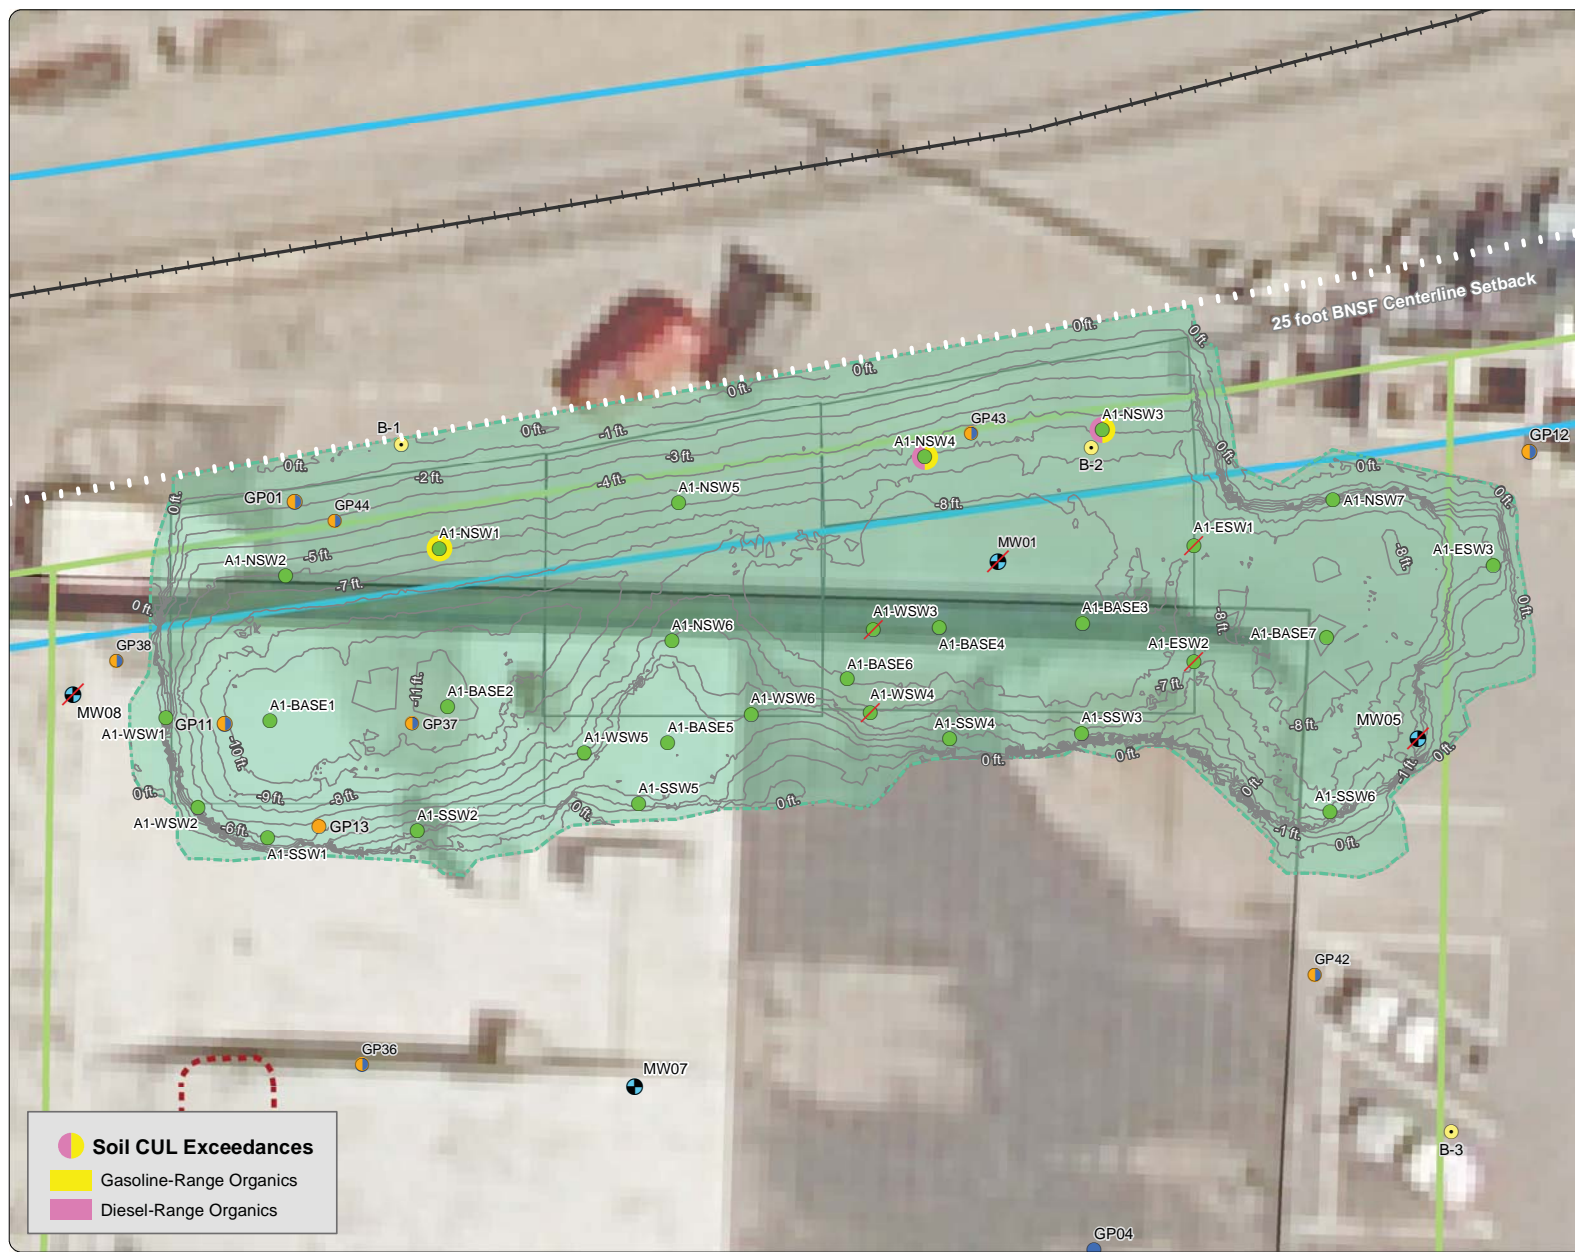 25 foot BNSF Centerline Setback
0 ft.
0 ft.
0 ft.
0 ft.
A1-NSW3
B-1
0 ft.
-1 ft.
GP43
A1-NSW4
B-2
GP12
0 ft.
-3 ft.
0 ft.
0 ft.
-2 ft.
-4 ft.
A1-NSW5
0 ft.
GP01
GP44
0 ft.
-8 ft.
A1-NSW7
A1-NSW1
A1-ESW1
MW01
A1-NSW2
-5 ft.
-8 ft.
A1-ESW3
-7 ft.
0 ft.
A1-WSW3
A1-BASE3
-8 ft.
0 ft.
A1-NSW6
A1-BASE4
A1-BASE7
GP38
A1-ESW2
A1-BASE6
-11 ft.
A1-BASE2
A1-WSW6
-7 ft.
MW08
A1-BASE1
A1-WSW4
A1-WSW1
GP11
GP37
A1-BASE5
A1-SSW4
A1-SSW3
-8 ft.
MW05
A1-WSW5
-10 ft.
0 ft.
0 ft.
0 ft.
-1 ft.
0 ft.
-9 ft.
-8 ft.
A1-SSW5
0 ft.
0 ft.
0 ft.
A1-SSW6
A1-WSW2
-6 ft.
GP13
A1-SSW2
-1 ft.
A1-SSW1
0 ft.
GP42
GP36
MW07
B-3
GP04
Soil CUL Exceedances
Gasoline-Range Organics
Diesel-Range Organics